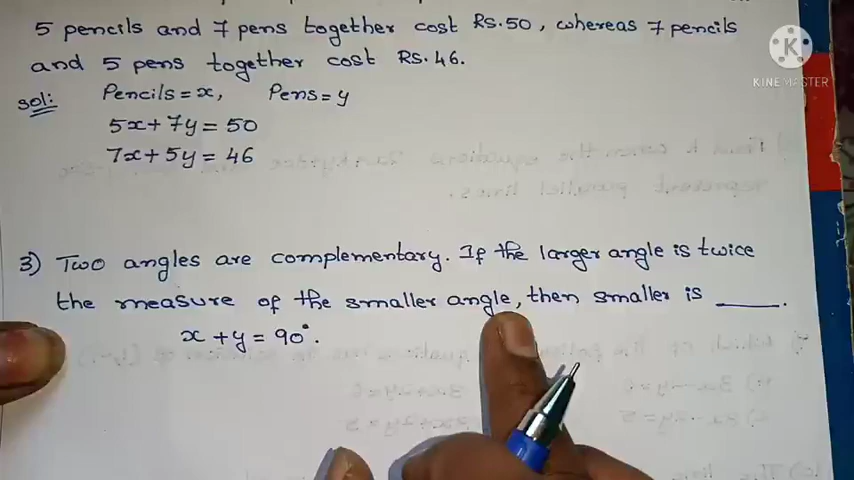 5 pencils and 7 pens together cost Rs.50, whereas 7 pencils
and 5 pens together cost Rs.46.
KINEMASTER
Sol: Pencils = x, Pens = y
5x + 7y = 50
7x + 5y = 46
3) Two angles are complementary. If the larger angle is twice
the measure of the smaller angle, then smaller is ____.
x + y = 90°.